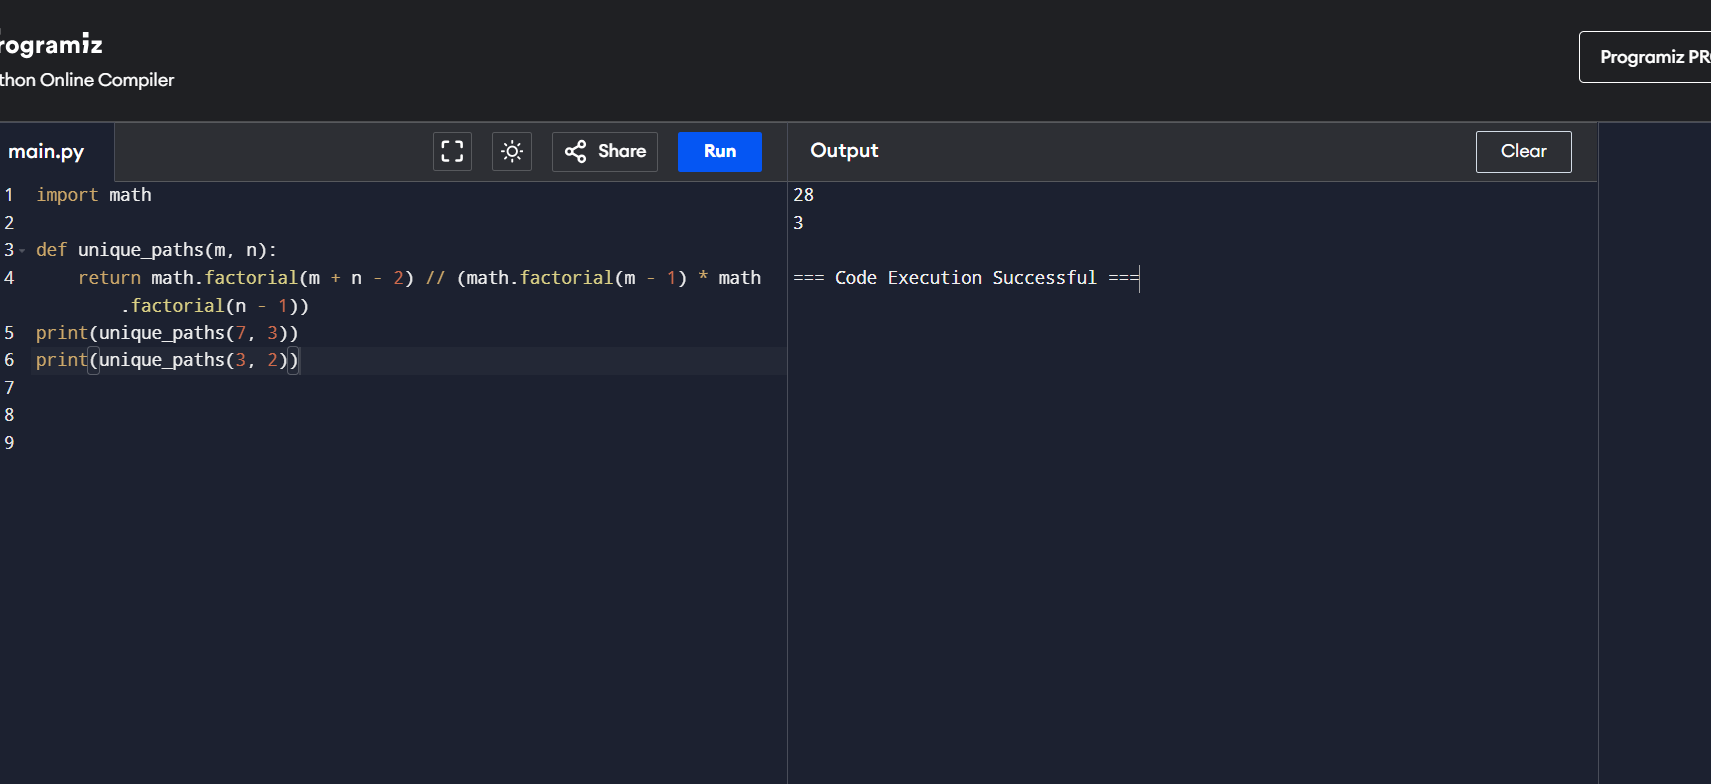 rogramiz
thon Online Compiler
Programiz PR
main.py
Share
Run
Output
Clear
1 import math
2
3 def unique_paths(m, n):
4 return math.factorial(m + n - 2) // (math.factorial(m - 1) * math
.factorial(n - 1))
5 print(unique_paths(7, 3))
6 print(unique_paths(3, 2))
7
8
9
28
3
=== Code Execution Successful ===